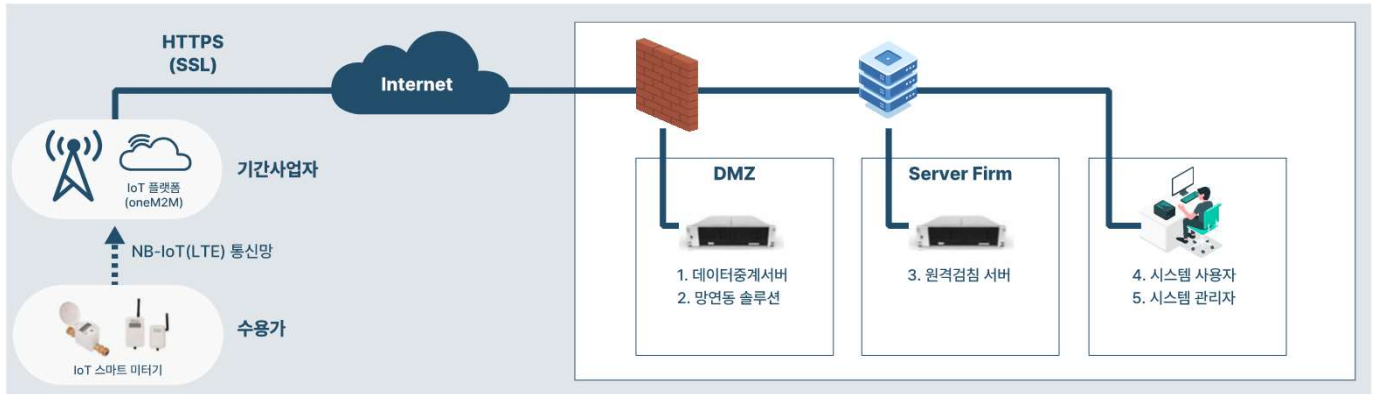 HTTPS
(SSL)
Internet
기간사업자
IoT 플랫폼
(oneM2M)
NB-IoT(LTE) 통신망
수용가
IoT 스마트 미터기
DMZ
1. 데이터중계서버
2. 망연동 솔루션
Server Firm
3. 원격검침 서버
4. 시스템 사용자
5. 시스템 관리자